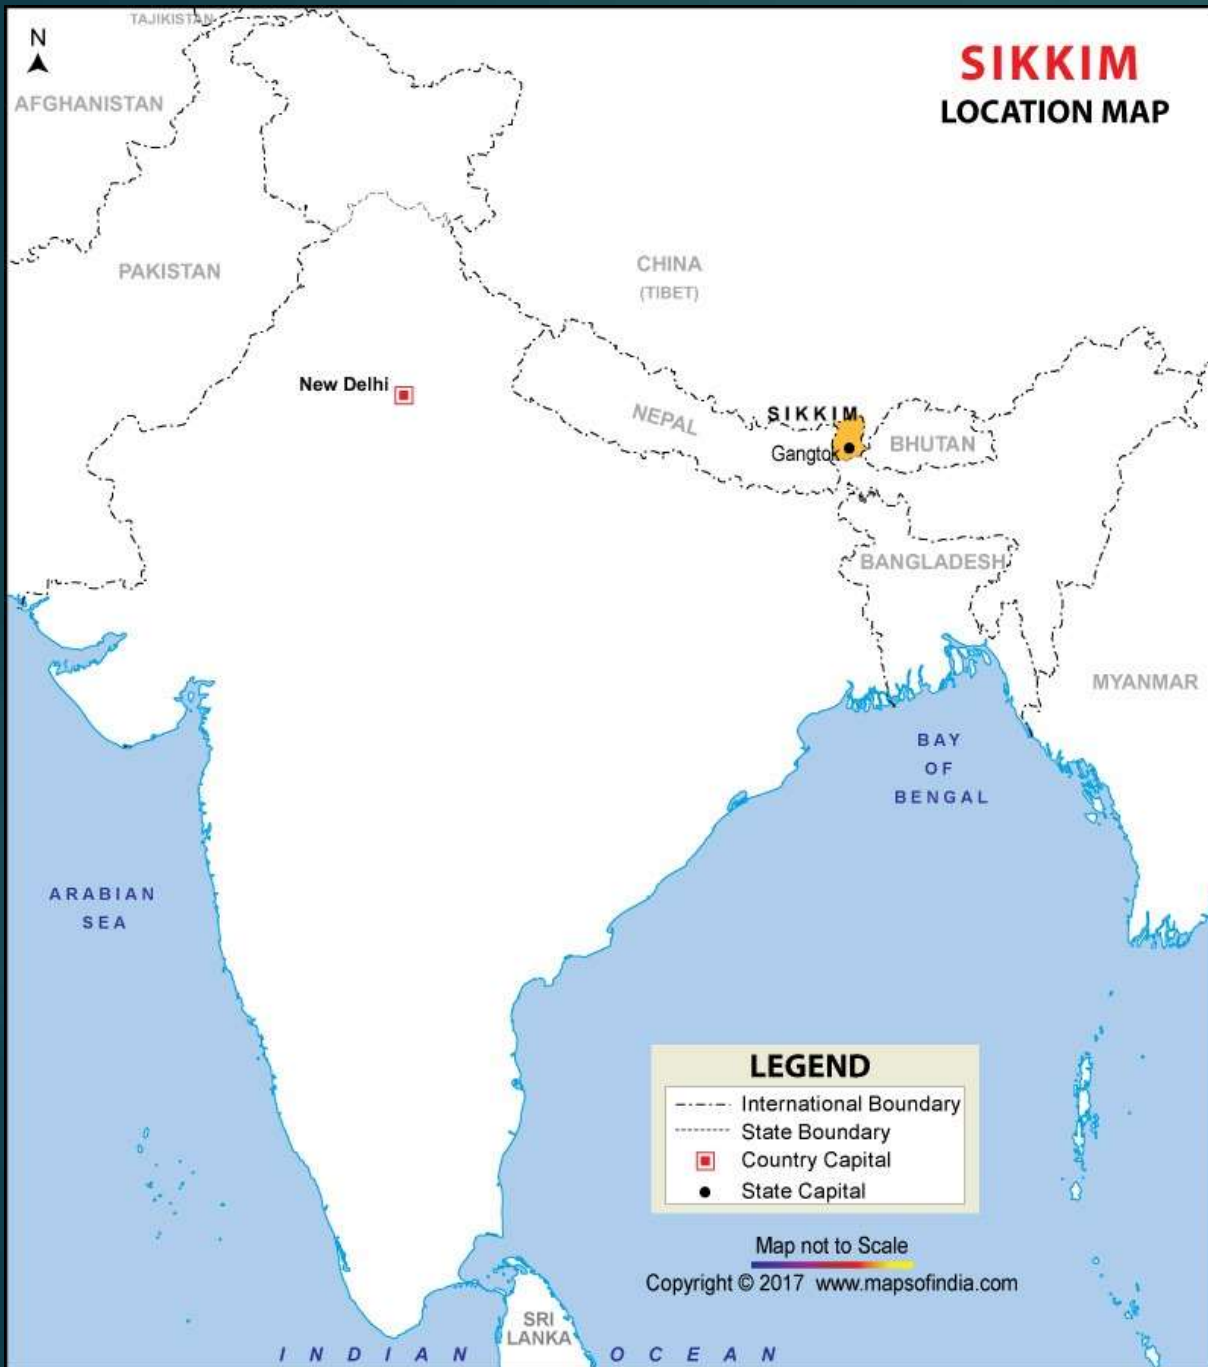 TAJIKISTAN
N
SIKKIM
LOCATION MAP
AFGHANISTAN
PAKISTAN
CHINA
(TIBET)
New Delhi
NEPAL
SIKKIM
Gangtok
BHUTAN
BANGLADESH
MYANMAR
BAY
OF
BENGAL
ARABIAN
SEA
LEGEND
International Boundary
State Boundary
Country Capital
State Capital
Map not to Scale
Copyright © 2017 www.mapsofindia.com
SRI
LANKA
INDIAN OCEAN